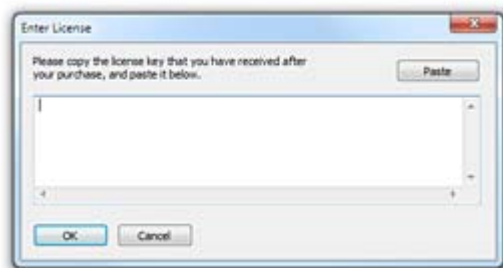 Enter License
Please copy the license key that you have received after
your purchase, and paste it below.
Paste
OK
Cancel